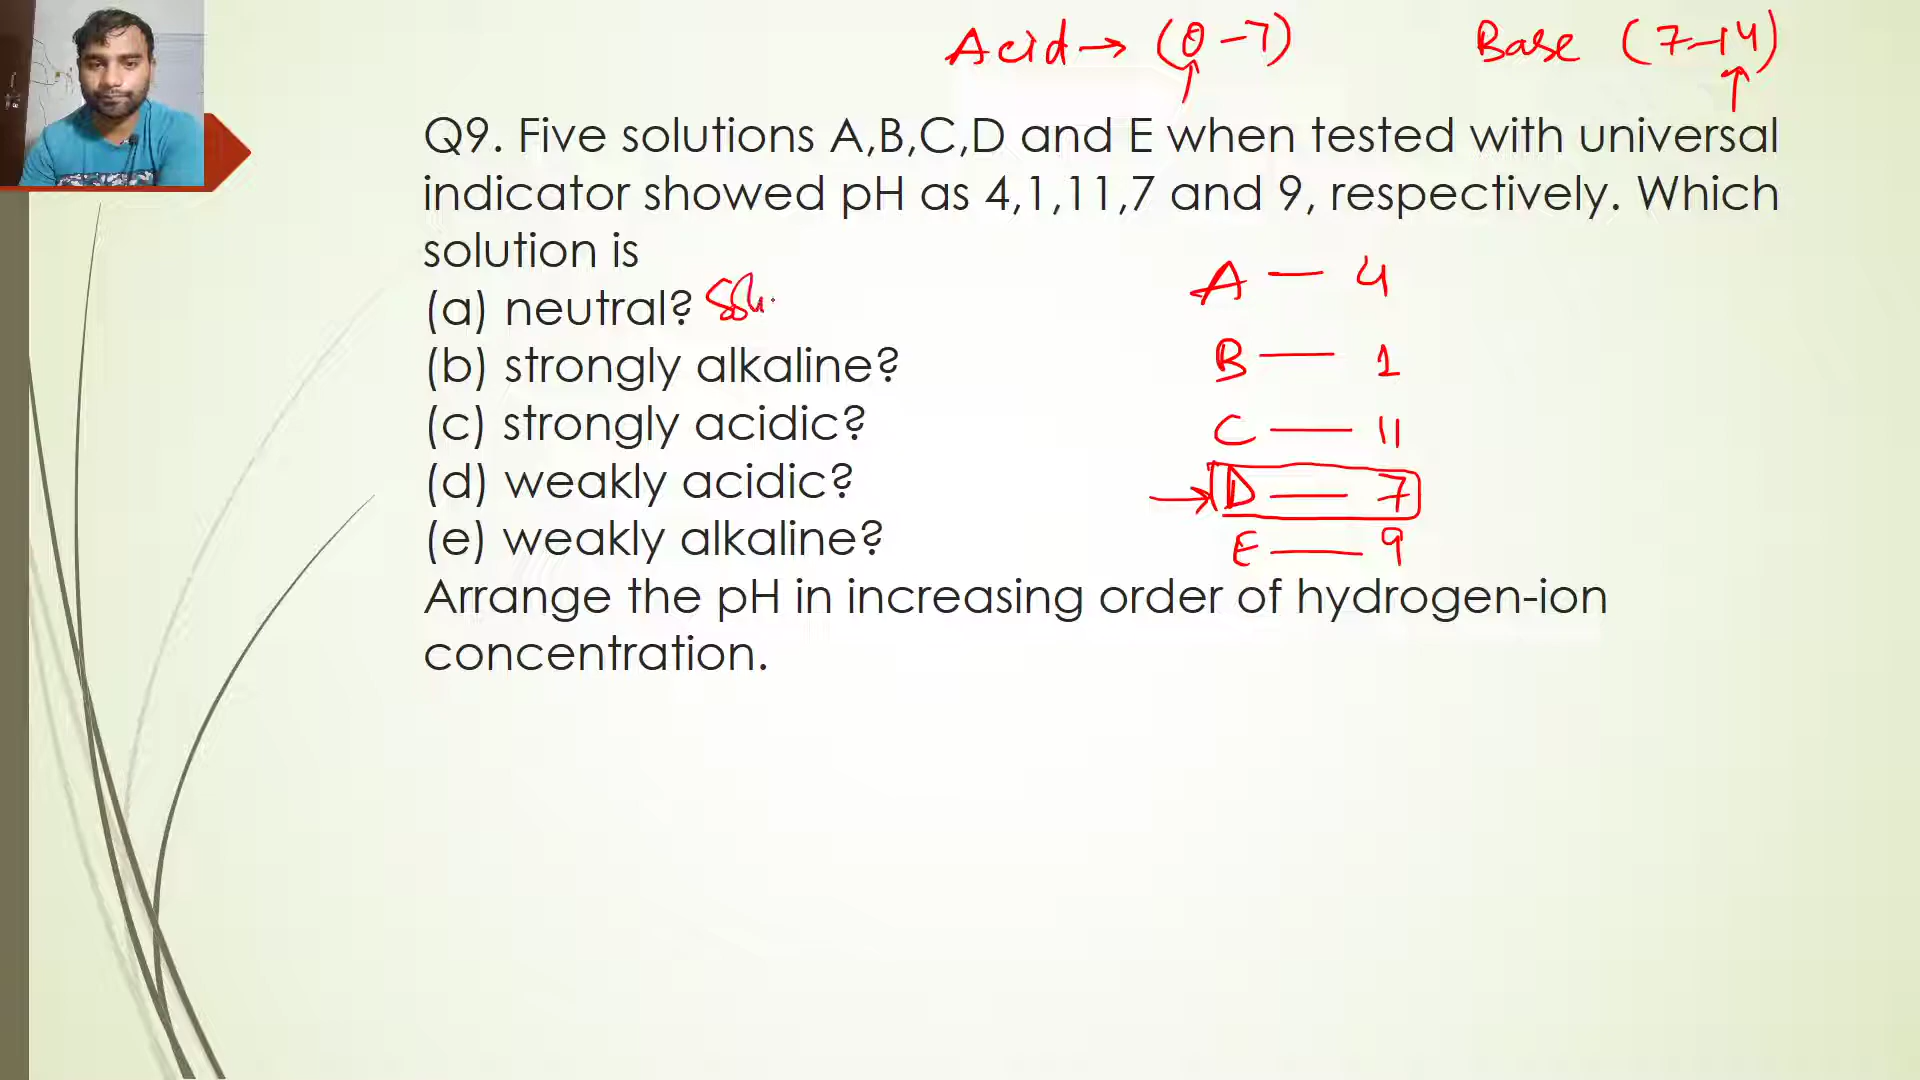 Acid → (0-7) Base (7-14)
Q9. Five solutions A,B,C,D and E when tested with universal
indicator showed pH as 4,1,11,7 and 9, respectively. Which
solution is
(a) neutral?
(b) strongly alkaline?
(c) strongly acidic?
(d) weakly acidic?
(e) weakly alkaline?
A — 4
B — 1
C — 11
D — 7
E — 9
Arrange the pH in increasing order of hydrogen-ion
concentration.